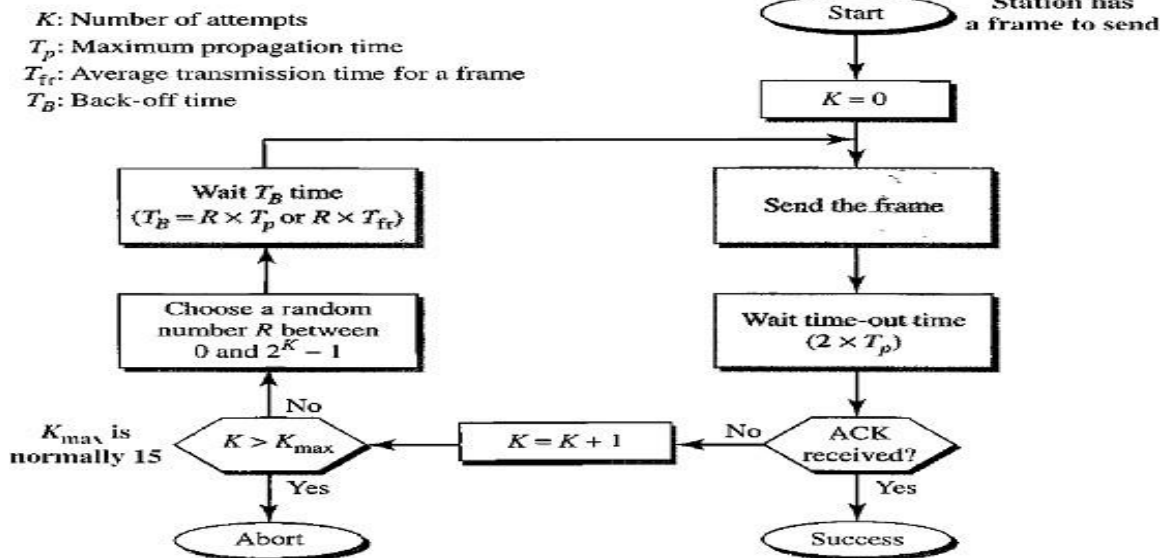 K: Number of attempts
Tp: Maximum propagation time
Tfr: Average transmission time for a frame
TB: Back-off time
Start
Station has
a frame to send
K = 0
Wait TB time
(TB = R × Tp or R × Tfr)
Send the frame
Choose a random
number R between
0 and 2^K − 1
Wait time-out time
(2 × Tp)
No
Kmax is
normally 15
K > Kmax
K = K + 1
No
ACK
received?
Yes
Yes
Abort
Success